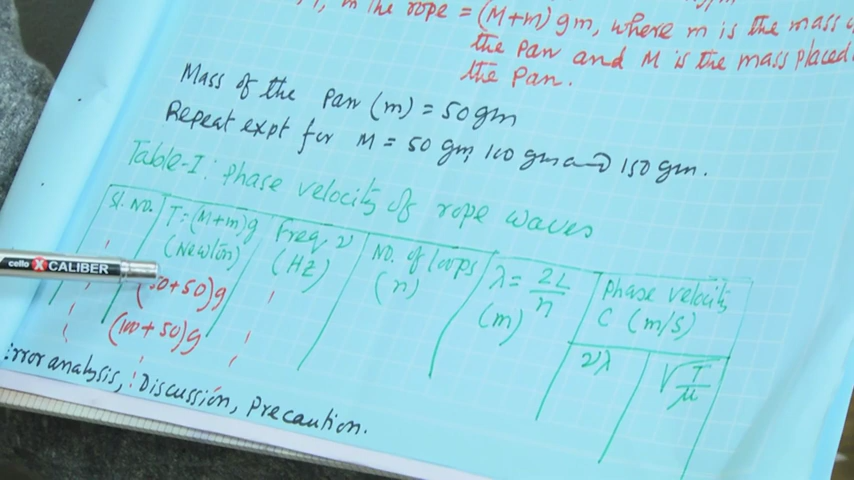 in the rope = (M+m) gm, where m is the mass
the pan and M is the mass placed
the pan.
Mass of the pan (m) = 50 gm
Repeat expt for M = 50 gm, 100 gm and 150 gm.
Table-I: Phase velocity of rope waves
Sl. No. T=(M+m)g (Newton) Freq ν (Hz) No. of loops (n) λ = 2L/n (m) Phase velocity C (m/s)
νλ √T/μ
cello X CALIBER
+50)g
(100+50)g
Error analysis, Discussion, Precaution.